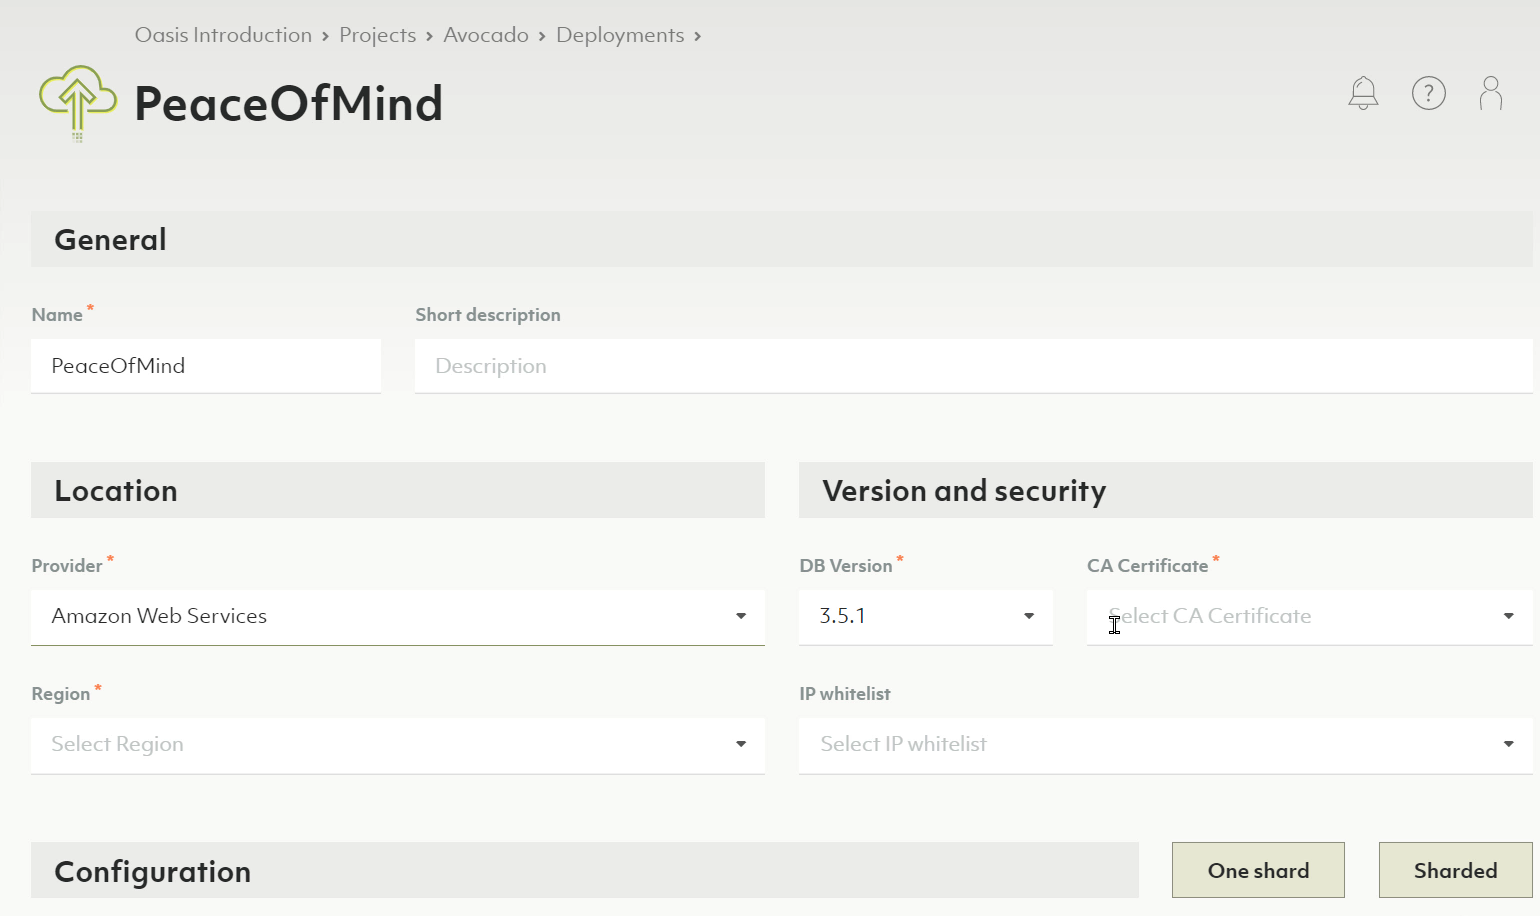 Oasis Introduction › Projects › Avocado › Deployments ›
PeaceOfMind
?
General
Name * Short description
PeaceOfMind Description
Location Version and security
Provider * DB Version * CA Certificate *
Amazon Web Services 3.5.1 Select CA Certificate
Region * IP whitelist
Select Region Select IP whitelist
Configuration One shard Sharded